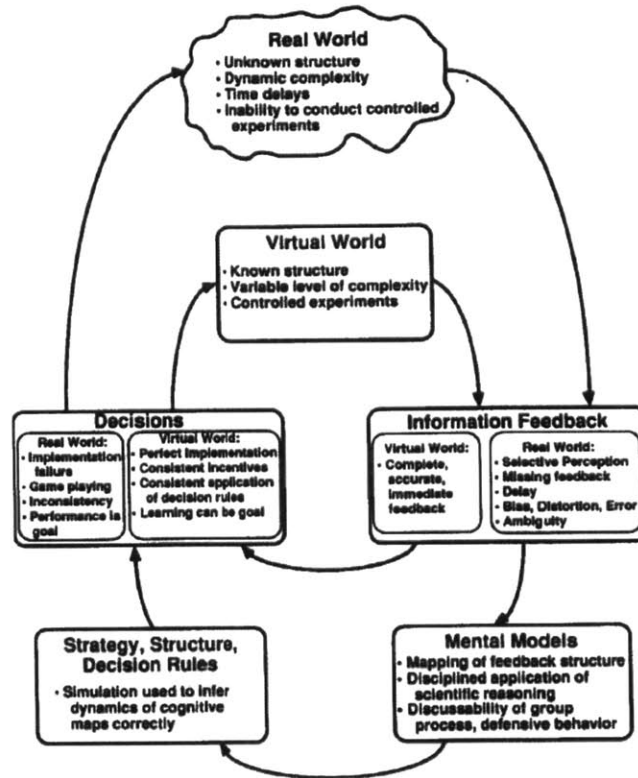 Real World
• Unknown structure
• Dynamic complexity
• Time delays
• Inability to conduct controlled
experiments
Virtual World
• Known structure
• Variable level of complexity
• Controlled experiments
Decisions
Real World:
• Implementation
failure
• Game playing
• Inconsistency
• Performance is
goal
Virtual World:
• Perfect Implementation
• Consistent Incentives
• Consistent application
of decision rules
• Learning can be goal
Information Feedback
Virtual World:
• Complete,
accurate,
immediate
feedback
Real World:
• Selective Perception
• Missing feedback
• Delay
• Bias, Distortion, Error
• Ambiguity
Strategy, Structure,
Decision Rules
• Simulation used to infer
dynamics of cognitive
maps correctly
Mental Models
• Mapping of feedback structure
• Disciplined application of
scientific reasoning
• Discussability of group
process, defensive behavior